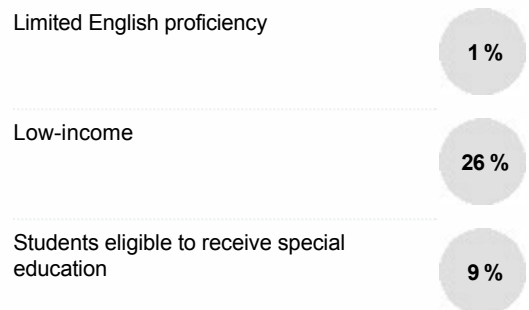 Limited English proficiency
1 %
Low-income
26 %
Students eligible to receive special
education
9 %